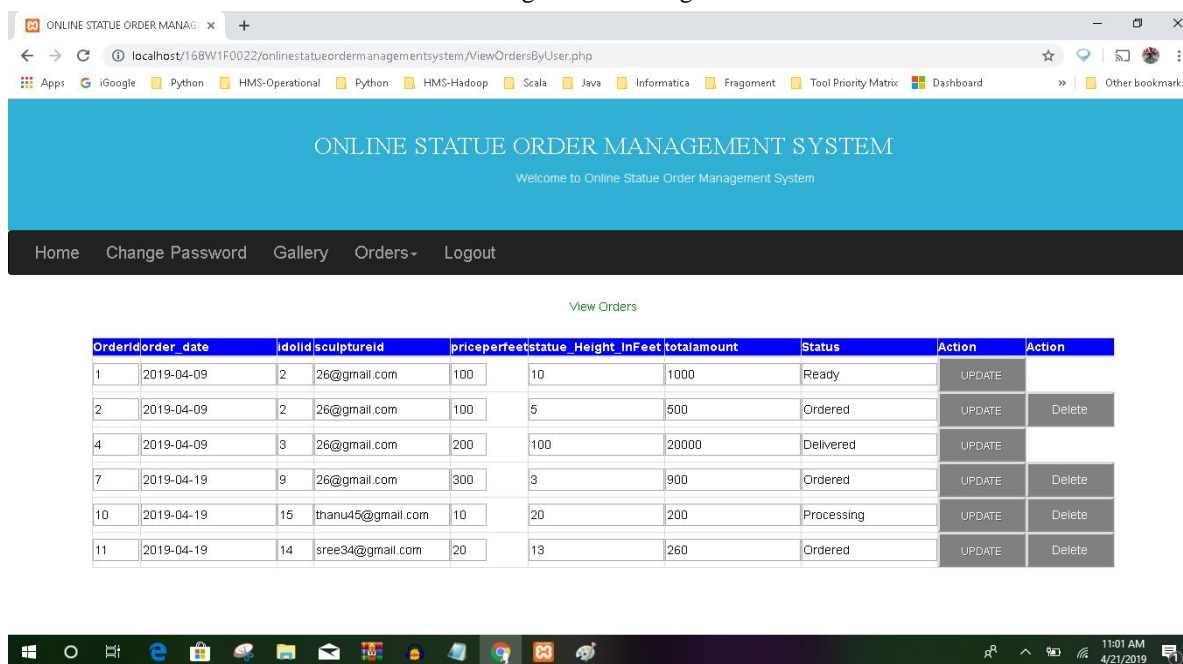 ONLINE STATUE ORDER MANAG
localhost/168W1F0022/onlinestatueordermanagementsystem/ViewOrdersByUser.php
Apps iGoogle Python HMS-Operational Python HMS-Hadoop Scala Java Informatica Fragoment Tool Priority Matrix Dashboard » Other bookmark
ONLINE STATUE ORDER MANAGEMENT SYSTEM
Welcome to Online Statue Order Management System
Home Change Password Gallery Orders Logout
View Orders
OrderId order_date idolid sculptureid priceperfeet statue_Height_InFeet totalamount Status Action Action
1 2019-04-09 2 26@gmail.com 100 10 1000 Ready UPDATE
2 2019-04-09 2 26@gmail.com 100 5 500 Ordered UPDATE Delete
4 2019-04-09 3 26@gmail.com 200 100 20000 Delivered UPDATE
7 2019-04-19 9 26@gmail.com 300 3 900 Ordered UPDATE Delete
10 2019-04-19 15 thanu45@gmail.com 10 20 200 Processing UPDATE Delete
11 2019-04-19 14 sree34@gmail.com 20 13 260 Ordered UPDATE Delete
11:01 AM
4/21/2019